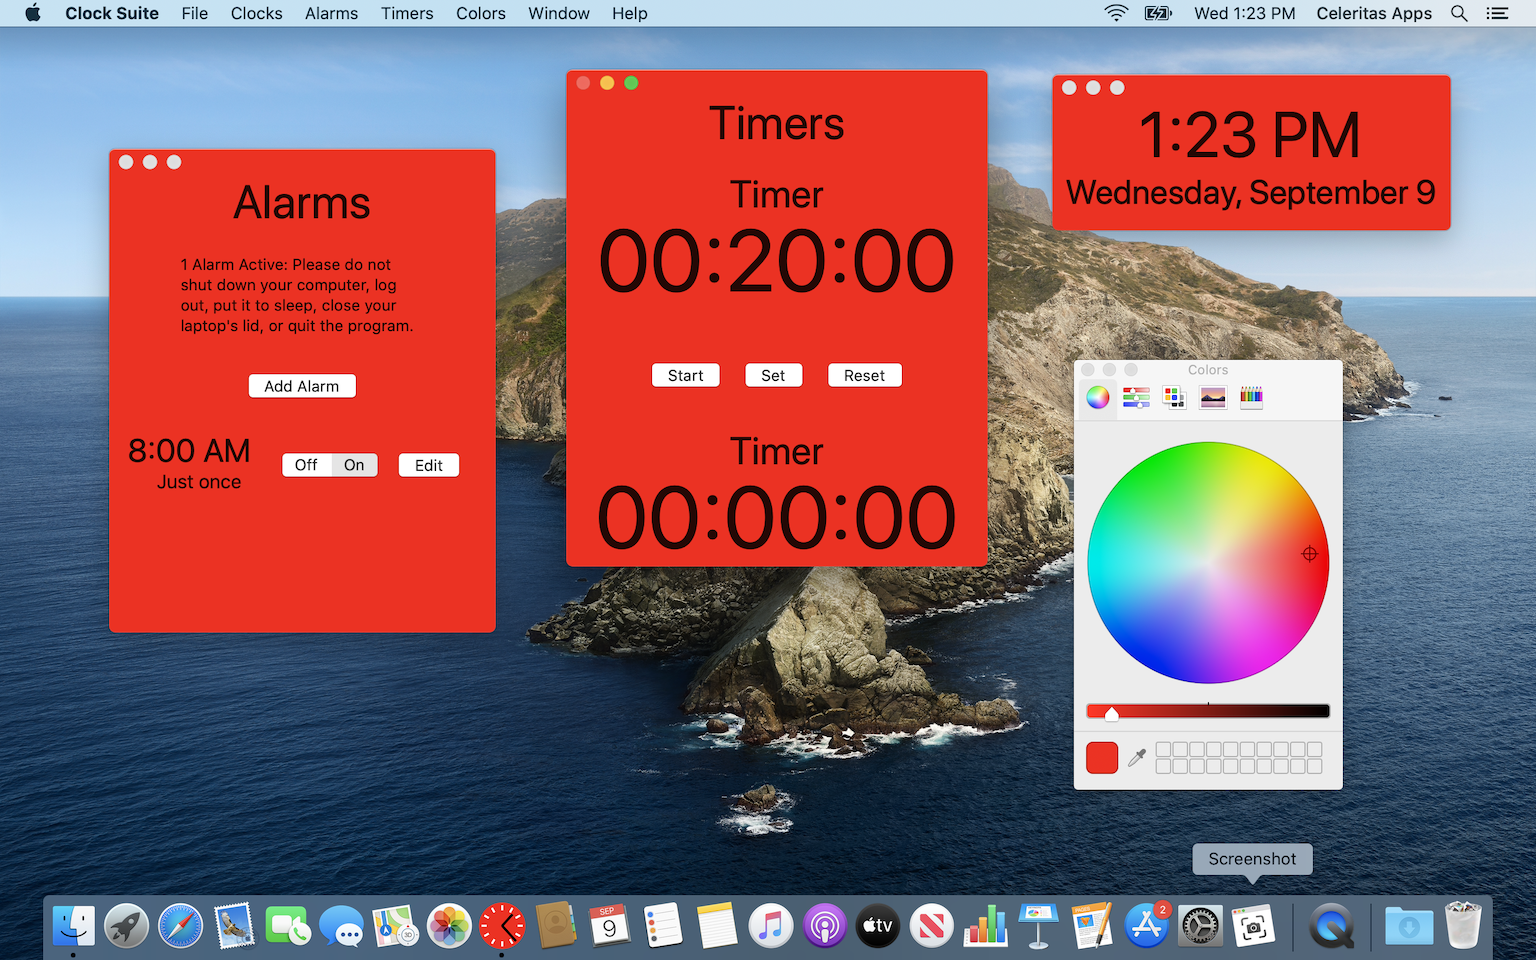 Clock Suite File Clocks Alarms Timers Colors Window Help Wed 1:23 PM Celeritas Apps
Alarms
1 Alarm Active: Please do not
shut down your computer, log
out, put it to sleep, close your
laptop's lid, or quit the program.
Add Alarm
8:00 AM
Just once
Off On Edit
Timers
Timer
00:20:00
Start Set Reset
Timer
00:00:00
1:23 PM
Wednesday, September 9
Colors
Screenshot
SEP
9
tv
PAGES
2
3D